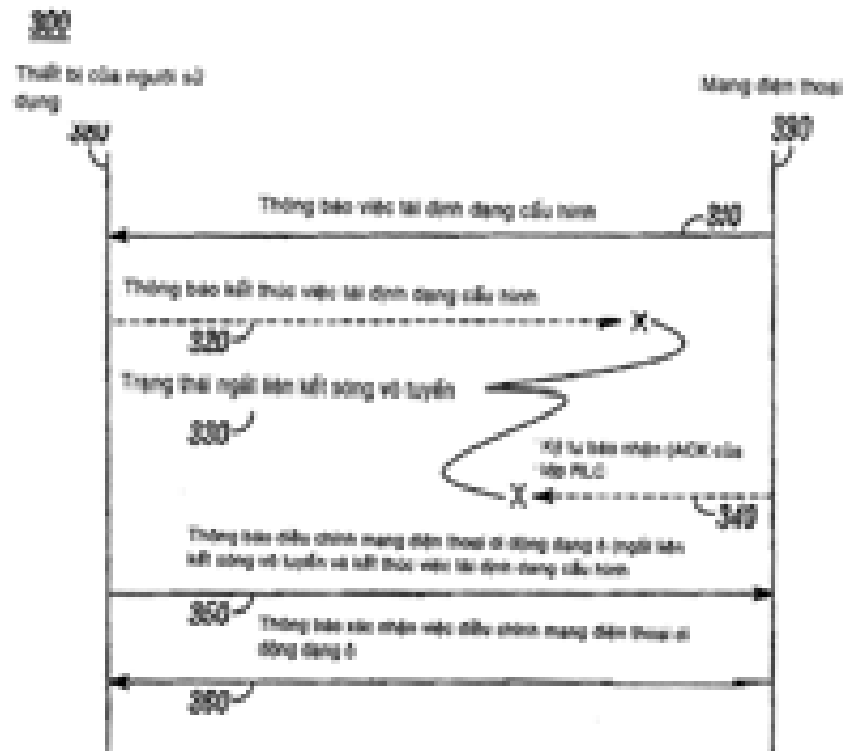 300
Thiết bị của người sử
dụng
Mạng điện thoại
380
390
Thông báo việc tái định dạng cấu hình
310
Thông báo kết thúc việc tái định dạng cấu hình
X
320
Trạng thái ngắt liên kết sóng vô tuyến
330
Ký tự báo nhận (ACK của
lớp RLC
X
340
Thông báo điều chỉnh mạng điện thoại di động dạng ô (ngắt liên
kết sóng vô tuyến và kết thúc việc tái định dạng cấu hình
350
Thông báo xác nhận việc điều chỉnh mạng điện thoại di
động dạng ô
360